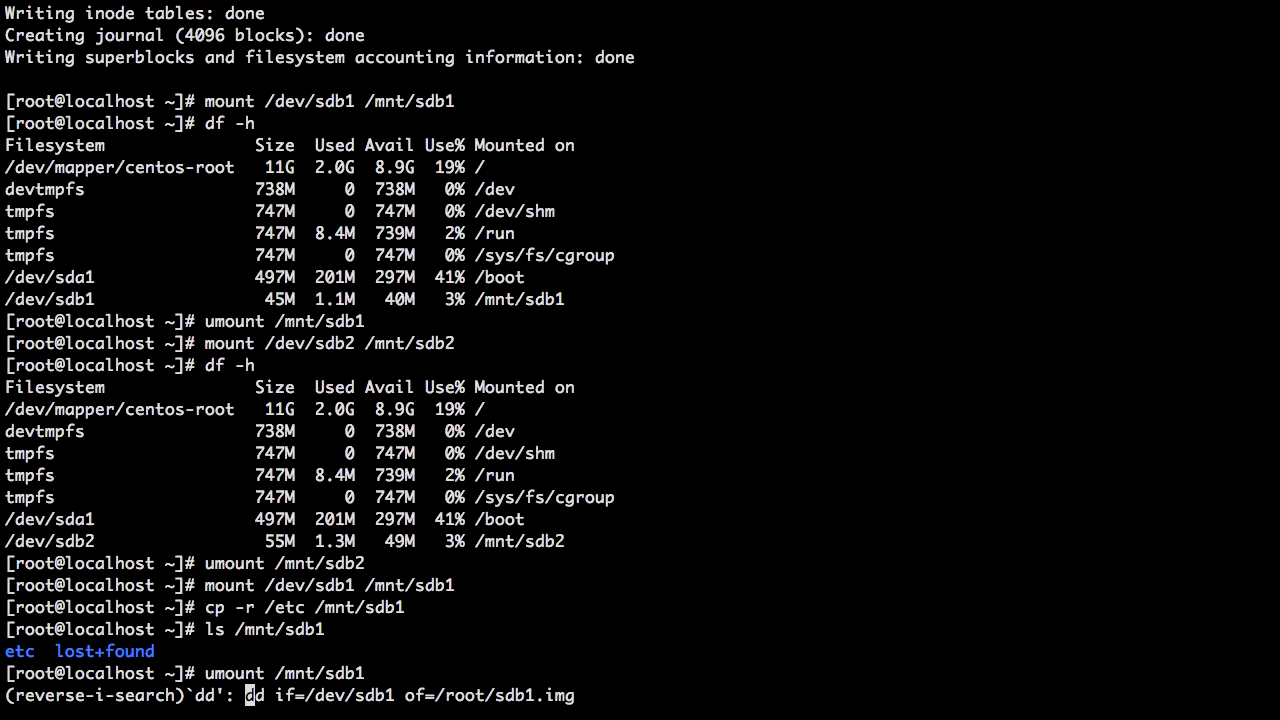 Writing inode tables: done
Creating journal (4096 blocks): done
Writing superblocks and filesystem accounting information: done
[root@localhost ~]# mount /dev/sdb1 /mnt/sdb1
[root@localhost ~]# df -h
Filesystem               Size  Used Avail Use% Mounted on
/dev/mapper/centos-root   11G  2.0G  8.9G  19% /
devtmpfs                 738M     0  738M   0% /dev
tmpfs                    747M     0  747M   0% /dev/shm
tmpfs                    747M  8.4M  739M   2% /run
tmpfs                    747M     0  747M   0% /sys/fs/cgroup
/dev/sda1                497M  201M  297M  41% /boot
/dev/sdb1                 45M  1.1M   40M   3% /mnt/sdb1
[root@localhost ~]# umount /mnt/sdb1
[root@localhost ~]# mount /dev/sdb2 /mnt/sdb2
[root@localhost ~]# df -h
Filesystem               Size  Used Avail Use% Mounted on
/dev/mapper/centos-root   11G  2.0G  8.9G  19% /
devtmpfs                 738M     0  738M   0% /dev
tmpfs                    747M     0  747M   0% /dev/shm
tmpfs                    747M  8.4M  739M   2% /run
tmpfs                    747M     0  747M   0% /sys/fs/cgroup
/dev/sda1                497M  201M  297M  41% /boot
/dev/sdb2                 55M  1.3M   49M   3% /mnt/sdb2
[root@localhost ~]# umount /mnt/sdb2
[root@localhost ~]# mount /dev/sdb1 /mnt/sdb1
[root@localhost ~]# cp -r /etc /mnt/sdb1
[root@localhost ~]# ls /mnt/sdb1
etc  lost+found
[root@localhost ~]# umount /mnt/sdb1
(reverse-i-search)`dd': dd if=/dev/sdb1 of=/root/sdb1.img